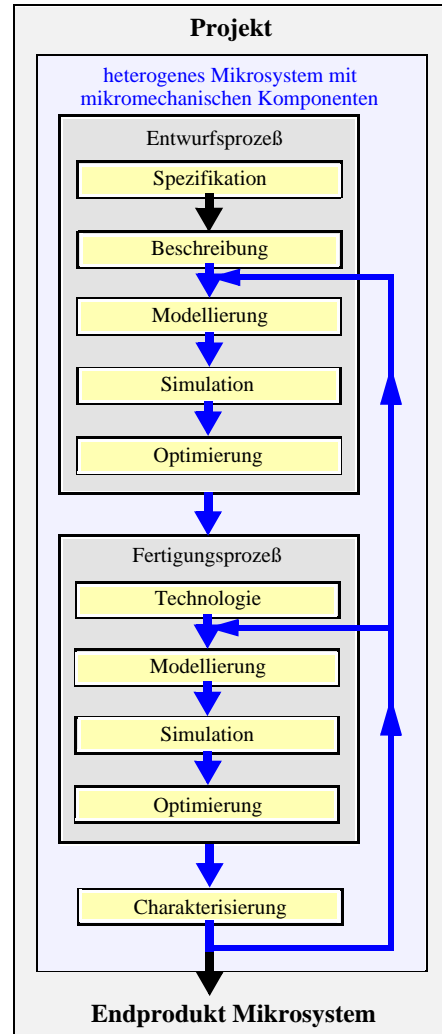 Projekt
heterogenes Mikrosystem mit
mikromechanischen Komponenten
Entwurfsprozeß
Spezifikation
Beschreibung
Modellierung
Simulation
Optimierung
Fertigungsprozeß
Technologie
Modellierung
Simulation
Optimierung
Charakterisierung
Endprodukt Mikrosystem